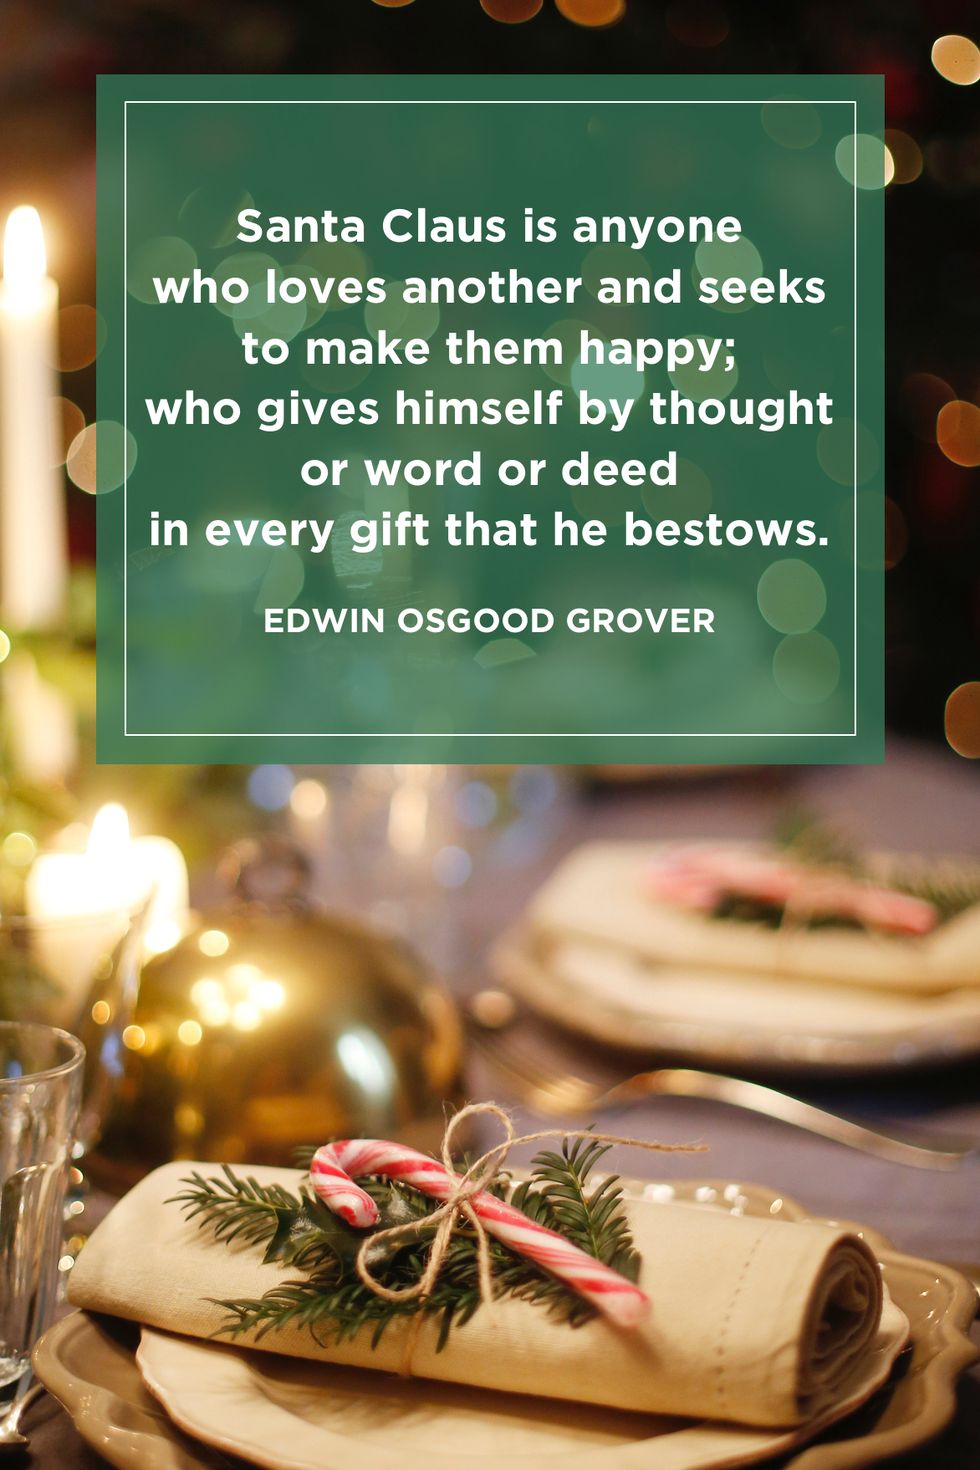 Santa Claus is anyone
who loves another and seeks
to make them happy;
who gives himself by thought
or word or deed
in every gift that he bestows.
EDWIN OSGOOD GROVER